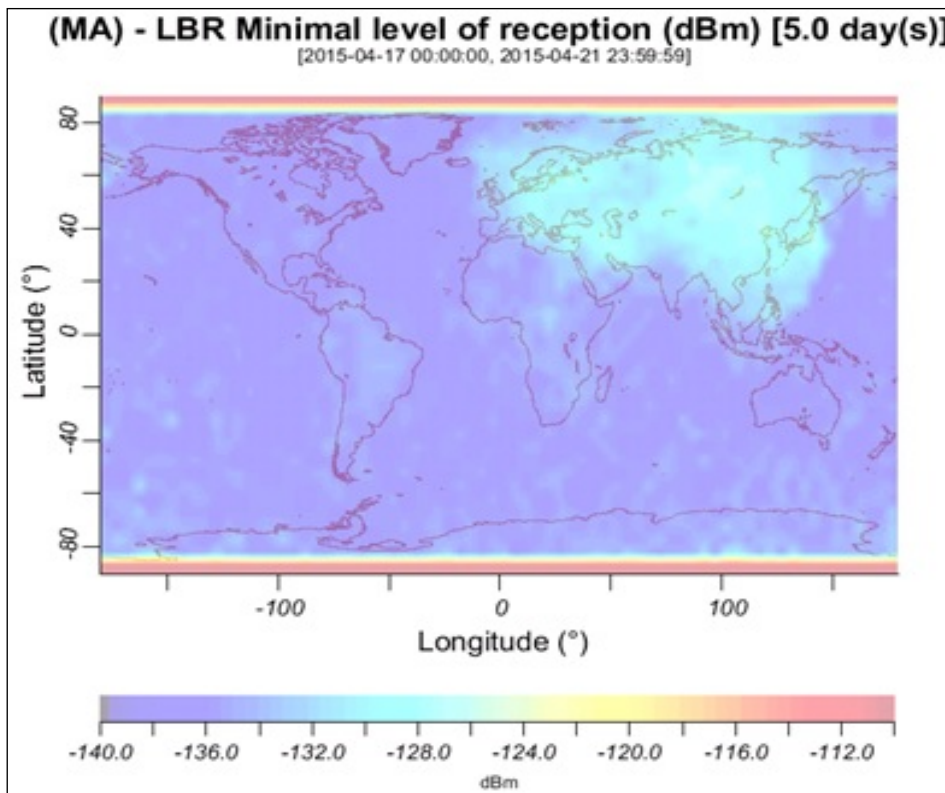 (MA) - LBR Minimal level of reception (dBm) [5.0 day(s)]
[2015-04-17 00:00:00, 2015-04-21 23:59:59]
80
40
0
-40
-80
Latitude (°)
-100 0 100
Longitude (°)
-140.0 -136.0 -132.0 -128.0 -124.0 -120.0 -116.0 -112.0
dBm